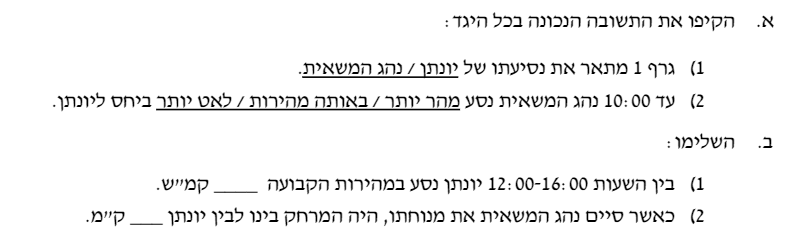 א. הקיפו את התשובה הנכונה בכל היגד:
1) גרף 1 מתאר את נסיעתו של יונתן / נהג המשאית.
2) עד 10:00 נהג המשאית נסע מהר יותר / באותה מהירות / לאט יותר ביחס ליונתן.
ב. השלימו:
1) בין השעות 12:00-16:00 יונתן נסע במהירות הקבועה _____ קמ״ש.
2) כאשר סיים נהג המשאית את מנוחתו, היה המרחק בינו לבין יונתן ____ ק״מ.